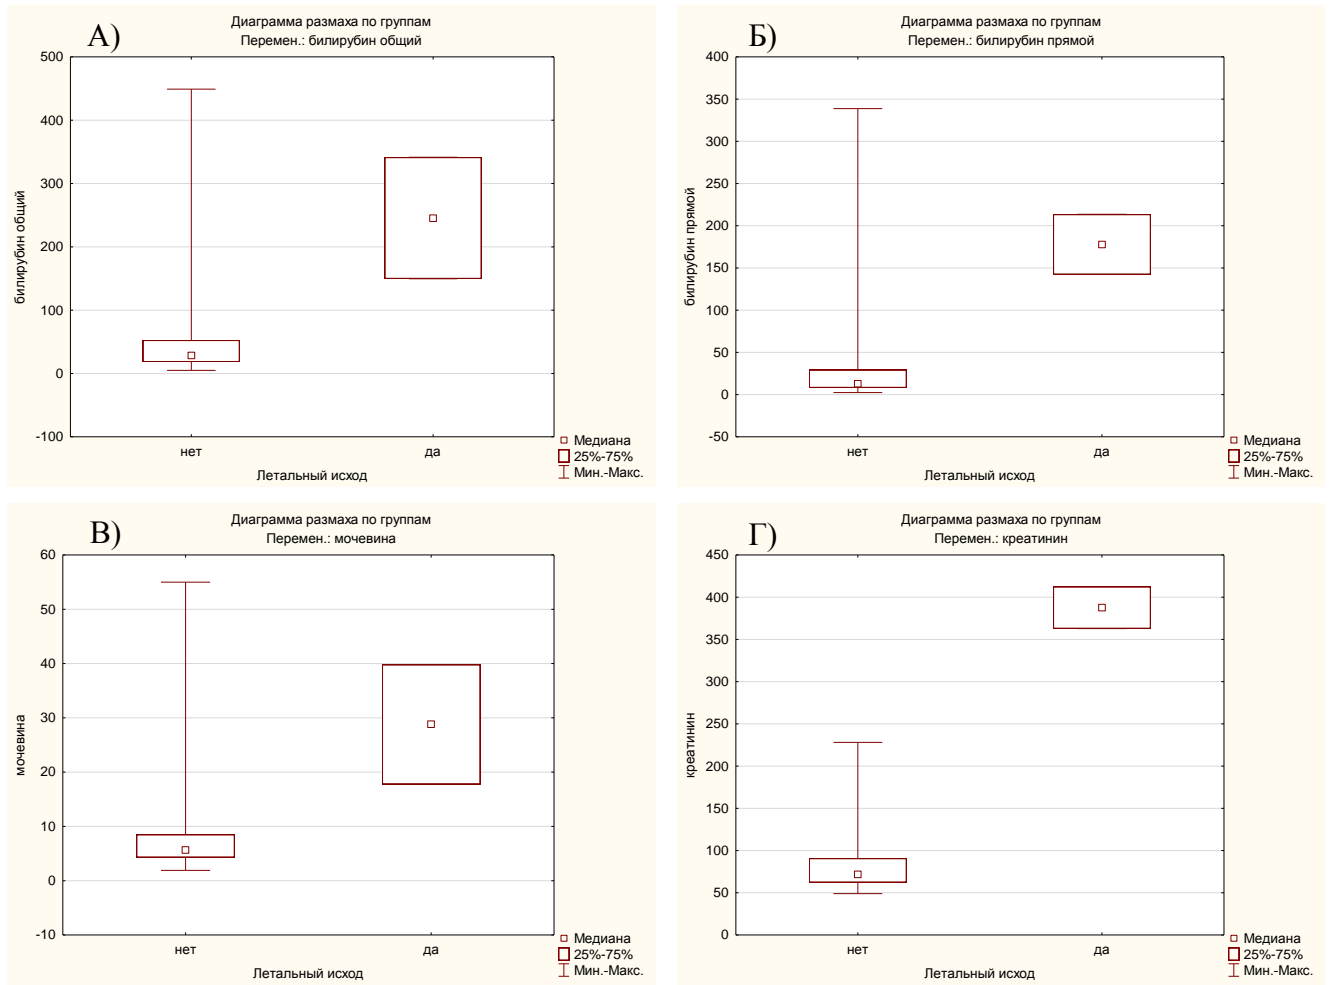 А)
Диаграмма размаха по группам
Перемен.: билирубин общий
500
400
300
200
100
0
-100
билирубин общий
нет
да
Летальный исход
Медиана
25%-75%
Мин.-Макс.
Б)
Диаграмма размаха по группам
Перемен.: билирубин прямой
400
350
300
250
200
150
100
50
0
-50
билирубин прямой
нет
да
Летальный исход
Медиана
25%-75%
Мин.-Макс.
В)
Диаграмма размаха по группам
Перемен.: мочевина
60
50
40
30
20
10
0
-10
мочевина
нет
да
Летальный исход
Медиана
25%-75%
Мин.-Макс.
Г)
Диаграмма размаха по группам
Перемен.: креатинин
450
400
350
300
250
200
150
100
50
0
креатинин
нет
да
Летальный исход
Медиана
25%-75%
Мин.-Макс.